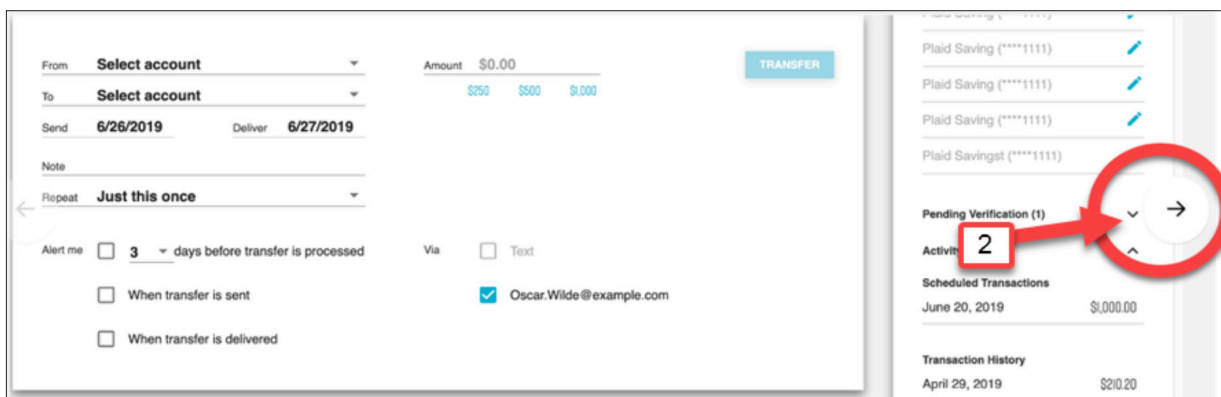 Plaid Saving (****1111)
From Select account
To Select account
Send 6/26/2019 Deliver 6/27/2019
Note
Repeat Just this once
Amount $0.00
$250 $500 $1,000
TRANSFER
Alert me 3 days before transfer is processed
When transfer is sent
When transfer is delivered
Via Text
Oscar.Wilde@example.com
Plaid Saving (****1111)
Plaid Saving (****1111)
Plaid Saving (****1111)
Plaid Savingst (****1111)
Pending Verification (1)
2
Activity
Scheduled Transactions
June 20, 2019 $1,000.00
Transaction History
April 29, 2019 $210.20